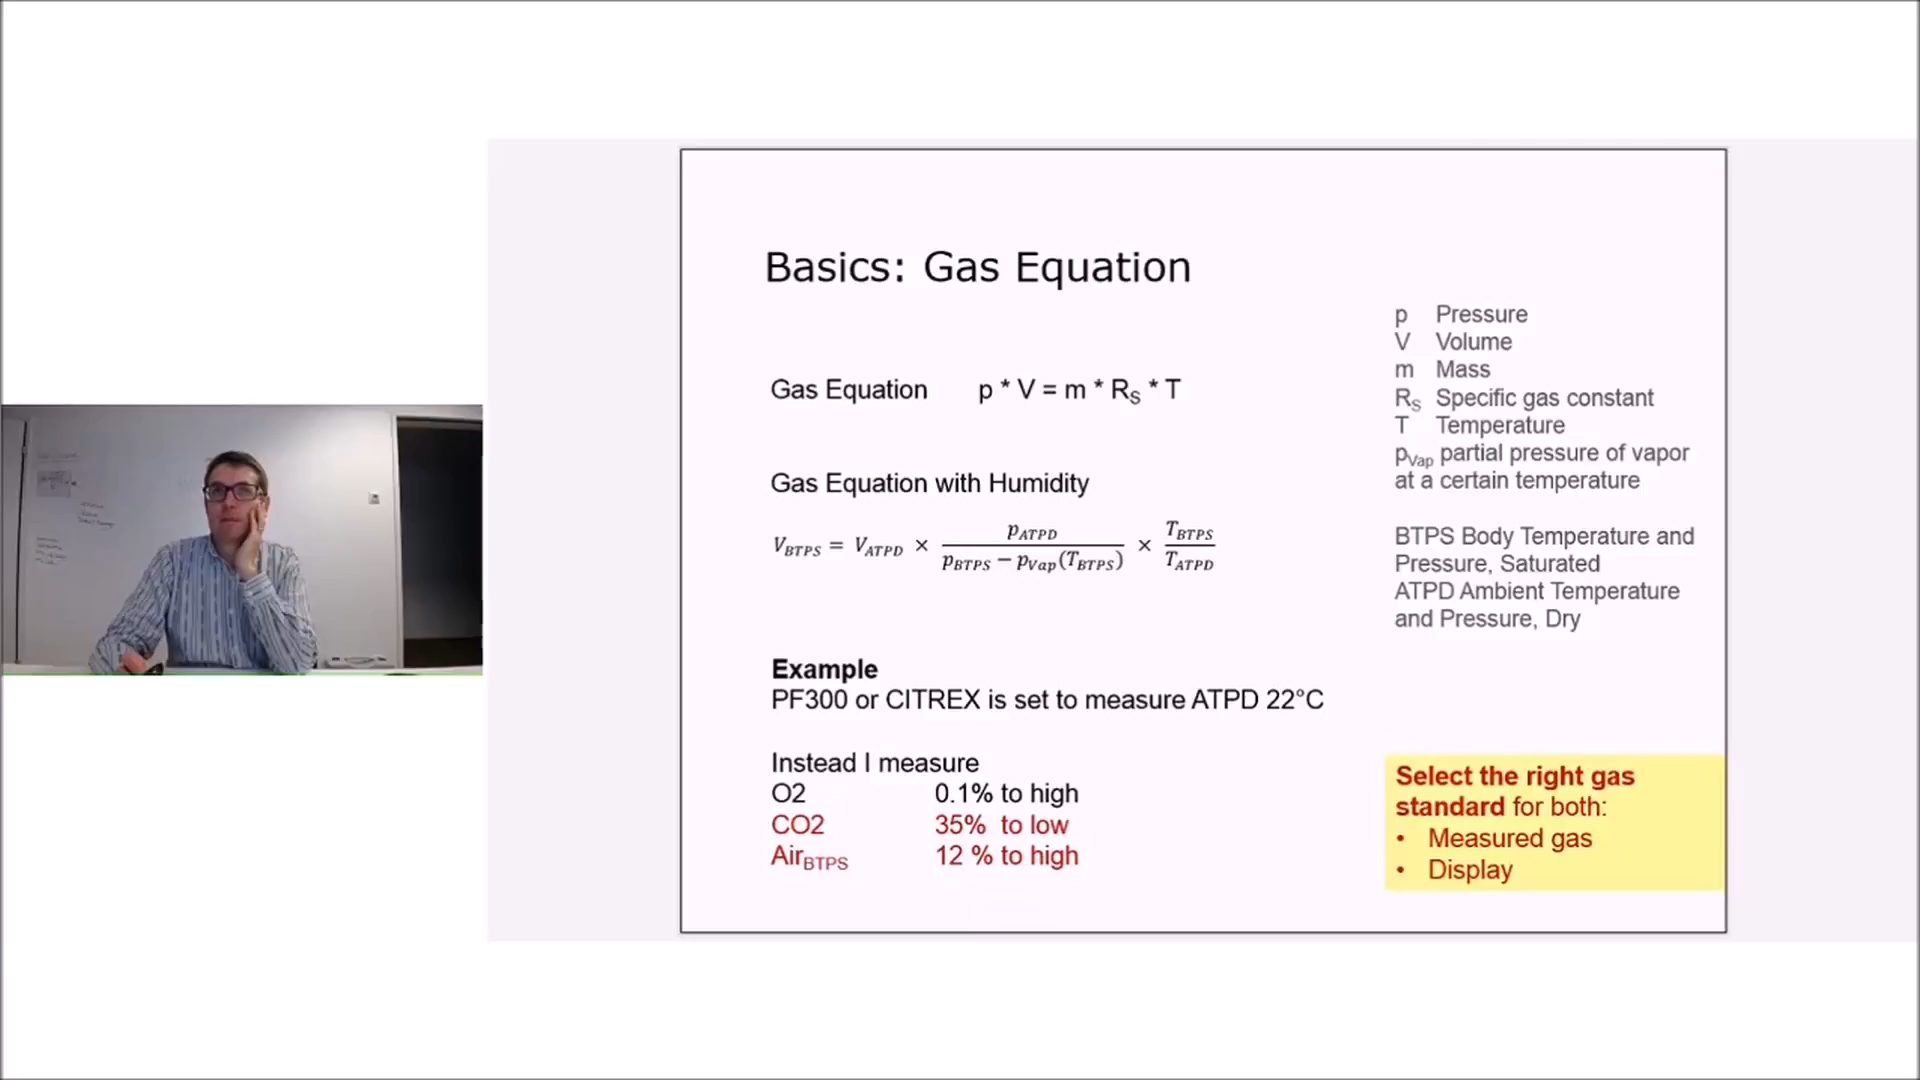 Basics: Gas Equation
Gas Equation p * V = m * R_S * T
Gas Equation with Humidity
V_BTPS = V_ATPD × p_ATPD / (p_BTPS − p_Vap(T_BTPS)) × T_BTPS / T_ATPD
Example
PF300 or CITREX is set to measure ATPD 22°C
Instead I measure
O2 0.1% to high
CO2 35% to low
Air_BTPS 12 % to high
p Pressure
V Volume
m Mass
R_S Specific gas constant
T Temperature
p_Vap partial pressure of vapor
at a certain temperature
BTPS Body Temperature and
Pressure, Saturated
ATPD Ambient Temperature
and Pressure, Dry
Select the right gas
standard for both:
• Measured gas
• Display